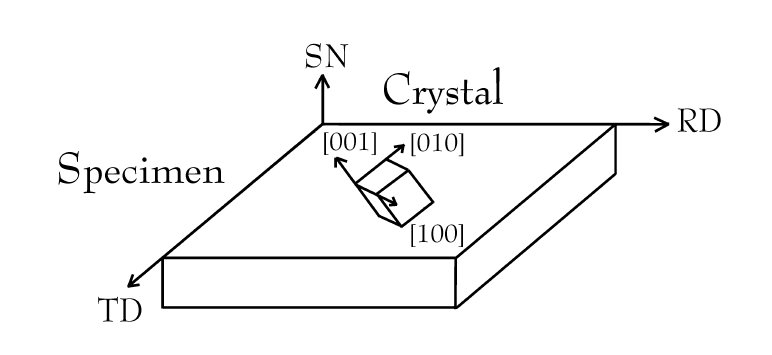 SN
Crystal
RD
[001]
[010]
Specimen
[100]
TD